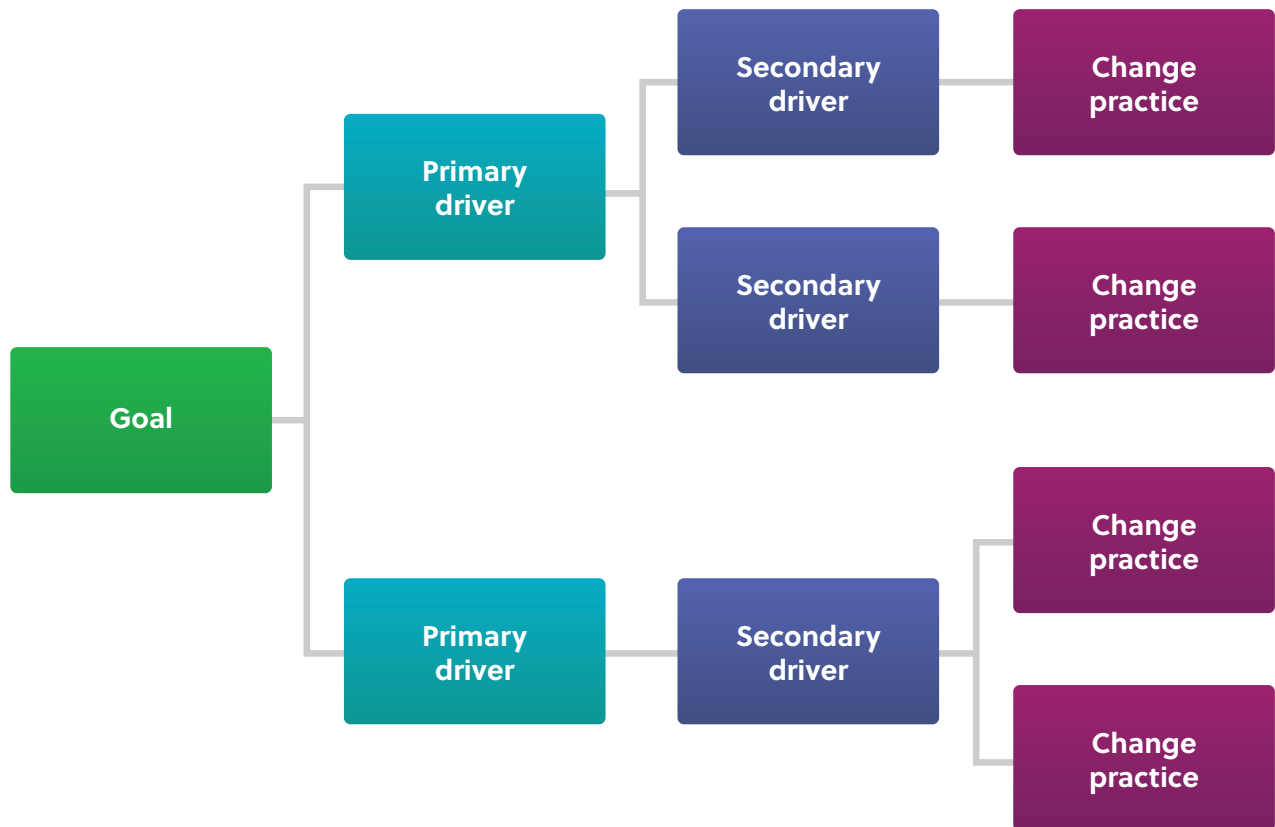 Goal
Primary
driver
Secondary
driver
Change
practice
Secondary
driver
Change
practice
Primary
driver
Secondary
driver
Change
practice
Change
practice